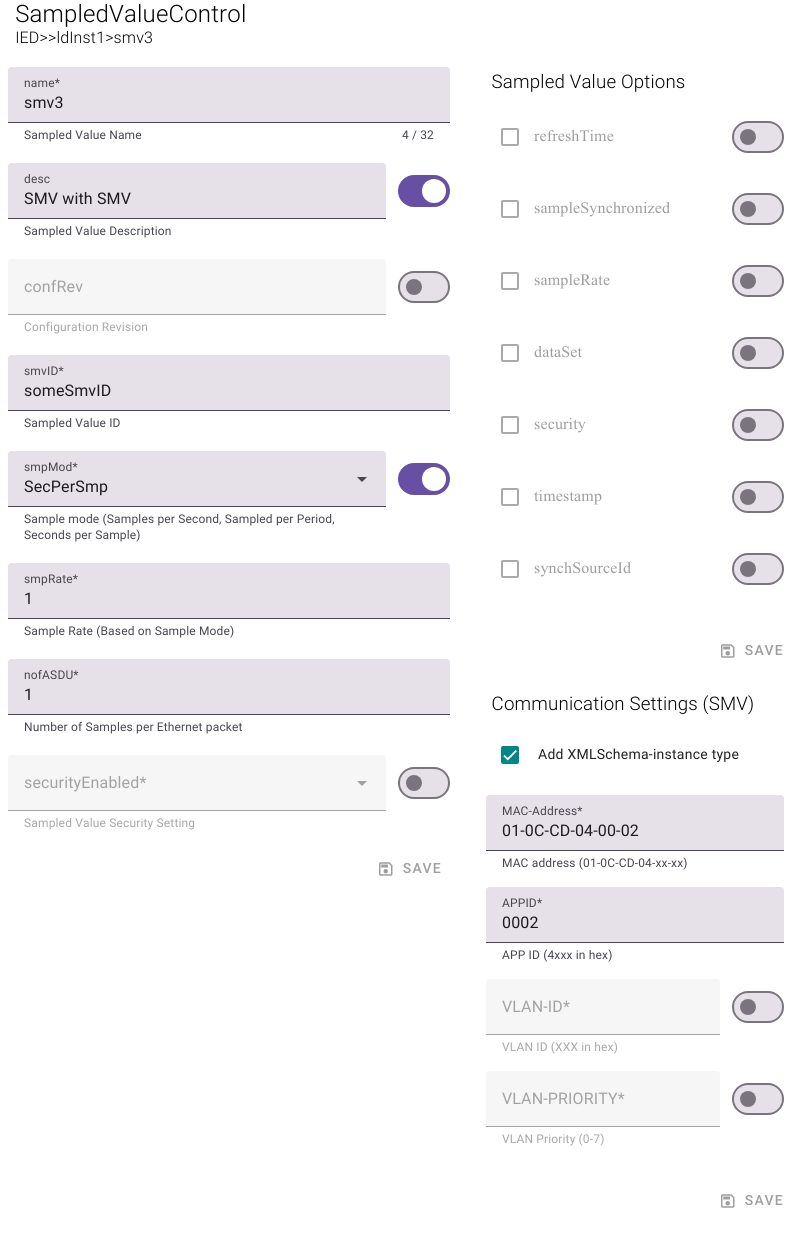 SampledValueControl
IED>>ldInst1>smv3
name*
smv3
Sampled Value Name
4 / 32
desc
SMV with SMV
Sampled Value Description
confRev
Configuration Revision
smvID*
someSmvID
Sampled Value ID
smpMod*
SecPerSmp
Sample mode (Samples per Second, Sampled per Period,
Seconds per Sample)
smpRate*
1
Sample Rate (Based on Sample Mode)
nofASDU*
1
Number of Samples per Ethernet packet
securityEnabled*
Sampled Value Security Setting
SAVE
Sampled Value Options
refreshTime
sampleSynchronized
sampleRate
dataSet
security
timestamp
synchSourceId
SAVE
Communication Settings (SMV)
Add XMLSchema-instance type
MAC-Address*
01-0C-CD-04-00-02
MAC address (01-0C-CD-04-xx-xx)
APPID*
0002
APP ID (4xxx in hex)
VLAN-ID*
VLAN ID (XXX in hex)
VLAN-PRIORITY*
VLAN Priority (0-7)
SAVE